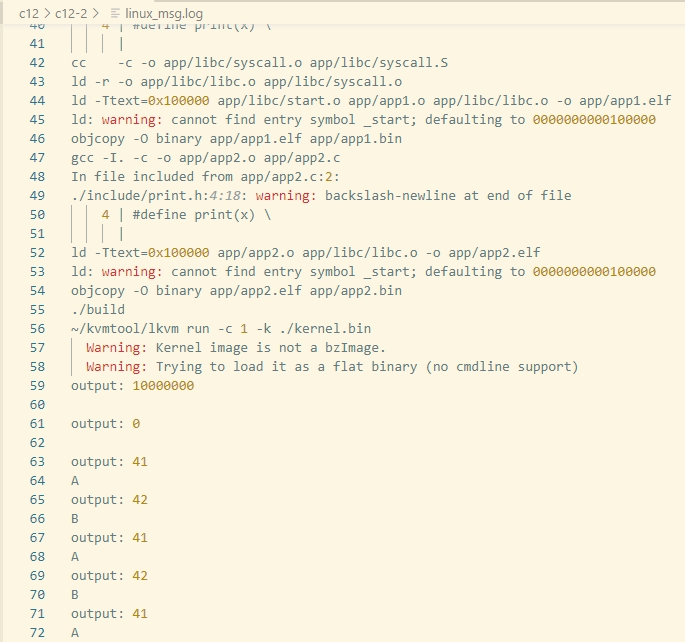 c12 > c12-2 > linux_msg.log
40 4 | #define print(x) \
41 |
42 cc    -c -o app/libc/syscall.o app/libc/syscall.S
43 ld -r -o app/libc/libc.o app/libc/syscall.o
44 ld -Ttext=0x100000 app/libc/start.o app/app1.o app/libc/libc.o -o app/app1.elf
45 ld: warning: cannot find entry symbol _start; defaulting to 0000000000100000
46 objcopy -O binary app/app1.elf app/app1.bin
47 gcc -I. -c -o app/app2.o app/app2.c
48 In file included from app/app2.c:2:
49 ./include/print.h:4:18: warning: backslash-newline at end of file
50 4 | #define print(x) \
51 |
52 ld -Ttext=0x100000 app/app2.o app/libc/libc.o -o app/app2.elf
53 ld: warning: cannot find entry symbol _start; defaulting to 0000000000100000
54 objcopy -O binary app/app2.elf app/app2.bin
55 ./build
56 ~/kvmtool/lkvm run -c 1 -k ./kernel.bin
57 Warning: Kernel image is not a bzImage.
58 Warning: Trying to load it as a flat binary (no cmdline support)
59 output: 10000000
60
61 output: 0
62
63 output: 41
64 A
65 output: 42
66 B
67 output: 41
68 A
69 output: 42
70 B
71 output: 41
72 A